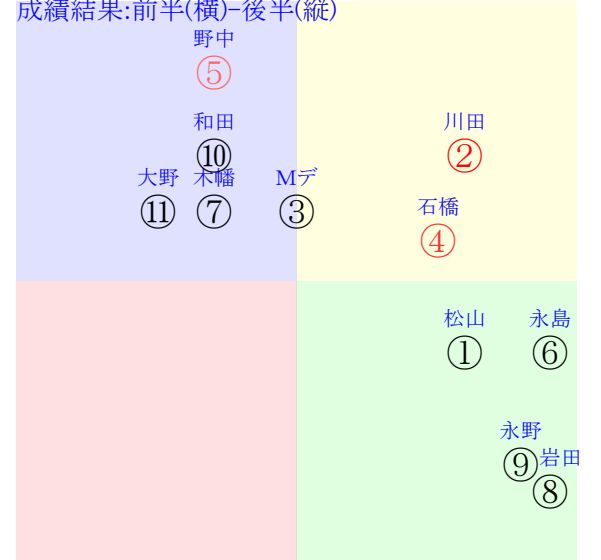 成績結果:前半(横)-後半(縦)
野中
⑤
和田
川田
⑩
②
大野
木幡
Mデ
⑪
⑦
③
石橋
④
松山
永島
①
⑥
永野
⑨
岩田
⑧